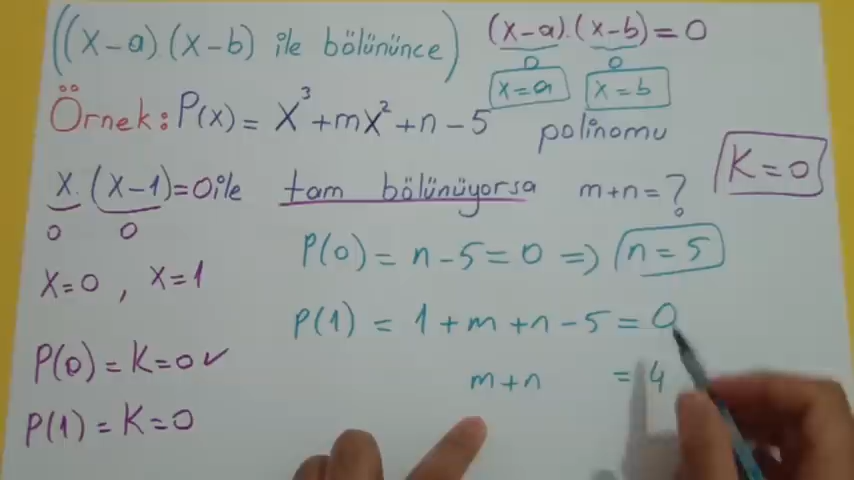 ((x-a).(x-b) ile bölününce) (x-a).(x-b)=0
0 0
x=a x=b
Örnek: P(x)= x³+mx²+n-5 polinomu
K=0
x.(x-1)=0 ile tam bölünüyorsa m+n=?
0 0
P(0)= n-5=0 => n=5
x=0, x=1
P(1)= 1+m+n-5=0
P(0)=K=0✓
m+n =4
P(1)=K=0